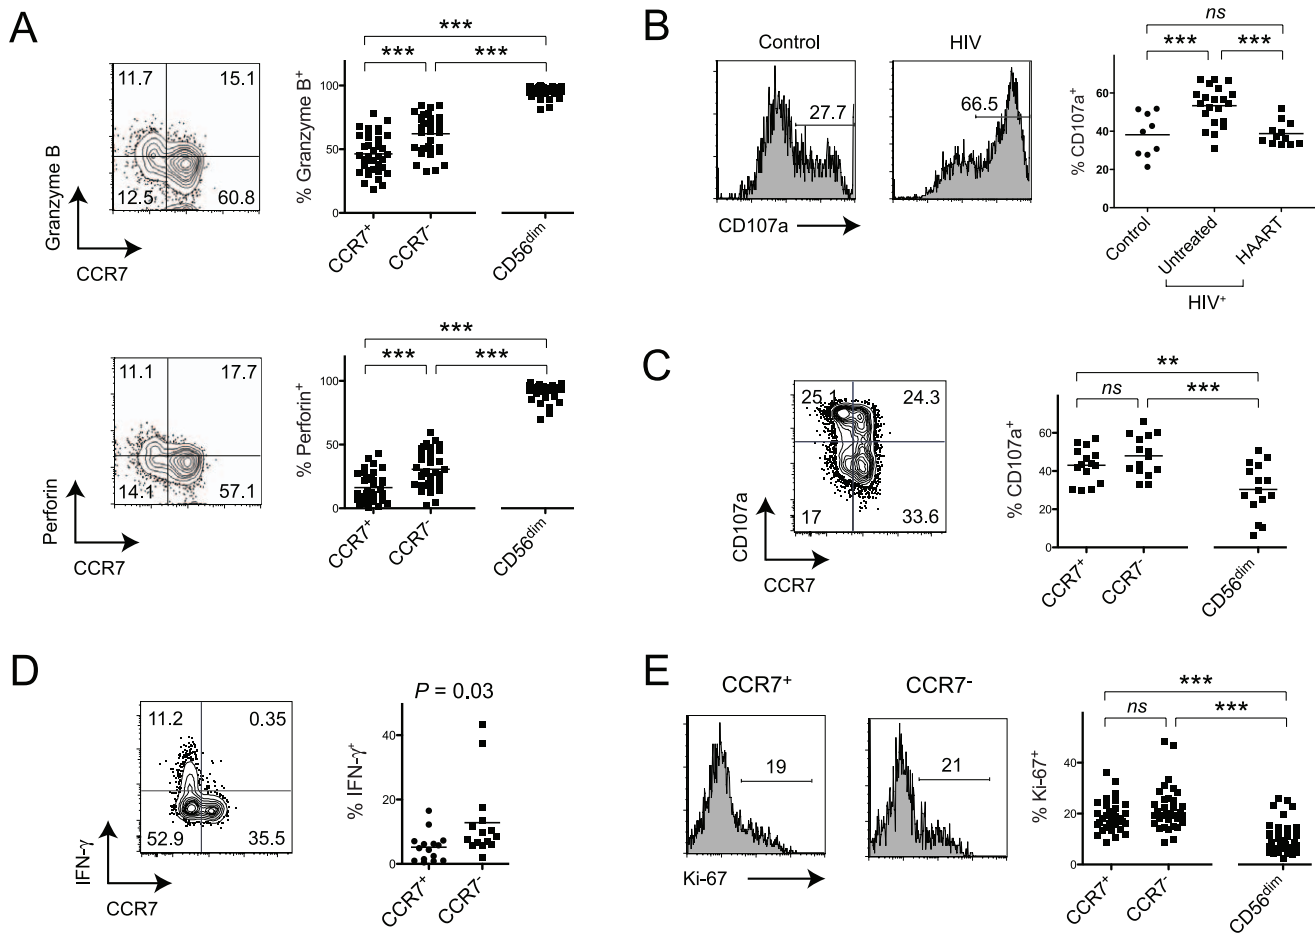 A
Granzyme B
CCR7
11.7
15.1
12.5
60.8
% Granzyme B+
100
50
0
***
***
***
CCR7+
CCR7-
CD56dim
Perforin
CCR7
11.1
17.7
14.1
57.1
% Perforin+
100
50
0
***
***
***
CCR7+
CCR7-
CD56dim
B
Control
HIV
27.7
66.5
CD107a
% CD107a+
60
40
20
0
ns
***
***
Control
Untreated
HAART
HIV+
C
CD107a
CCR7
25.1
24.3
17
33.6
% CD107a+
60
40
20
0
**
ns
***
CCR7+
CCR7-
CD56dim
D
IFN-γ
CCR7
11.2
0.35
52.9
35.5
P = 0.03
% IFN-γ+
40
20
0
CCR7+
CCR7-
E
CCR7+
CCR7-
19
21
Ki-67
% Ki-67+
40
20
0
***
ns
***
CCR7+
CCR7-
CD56dim